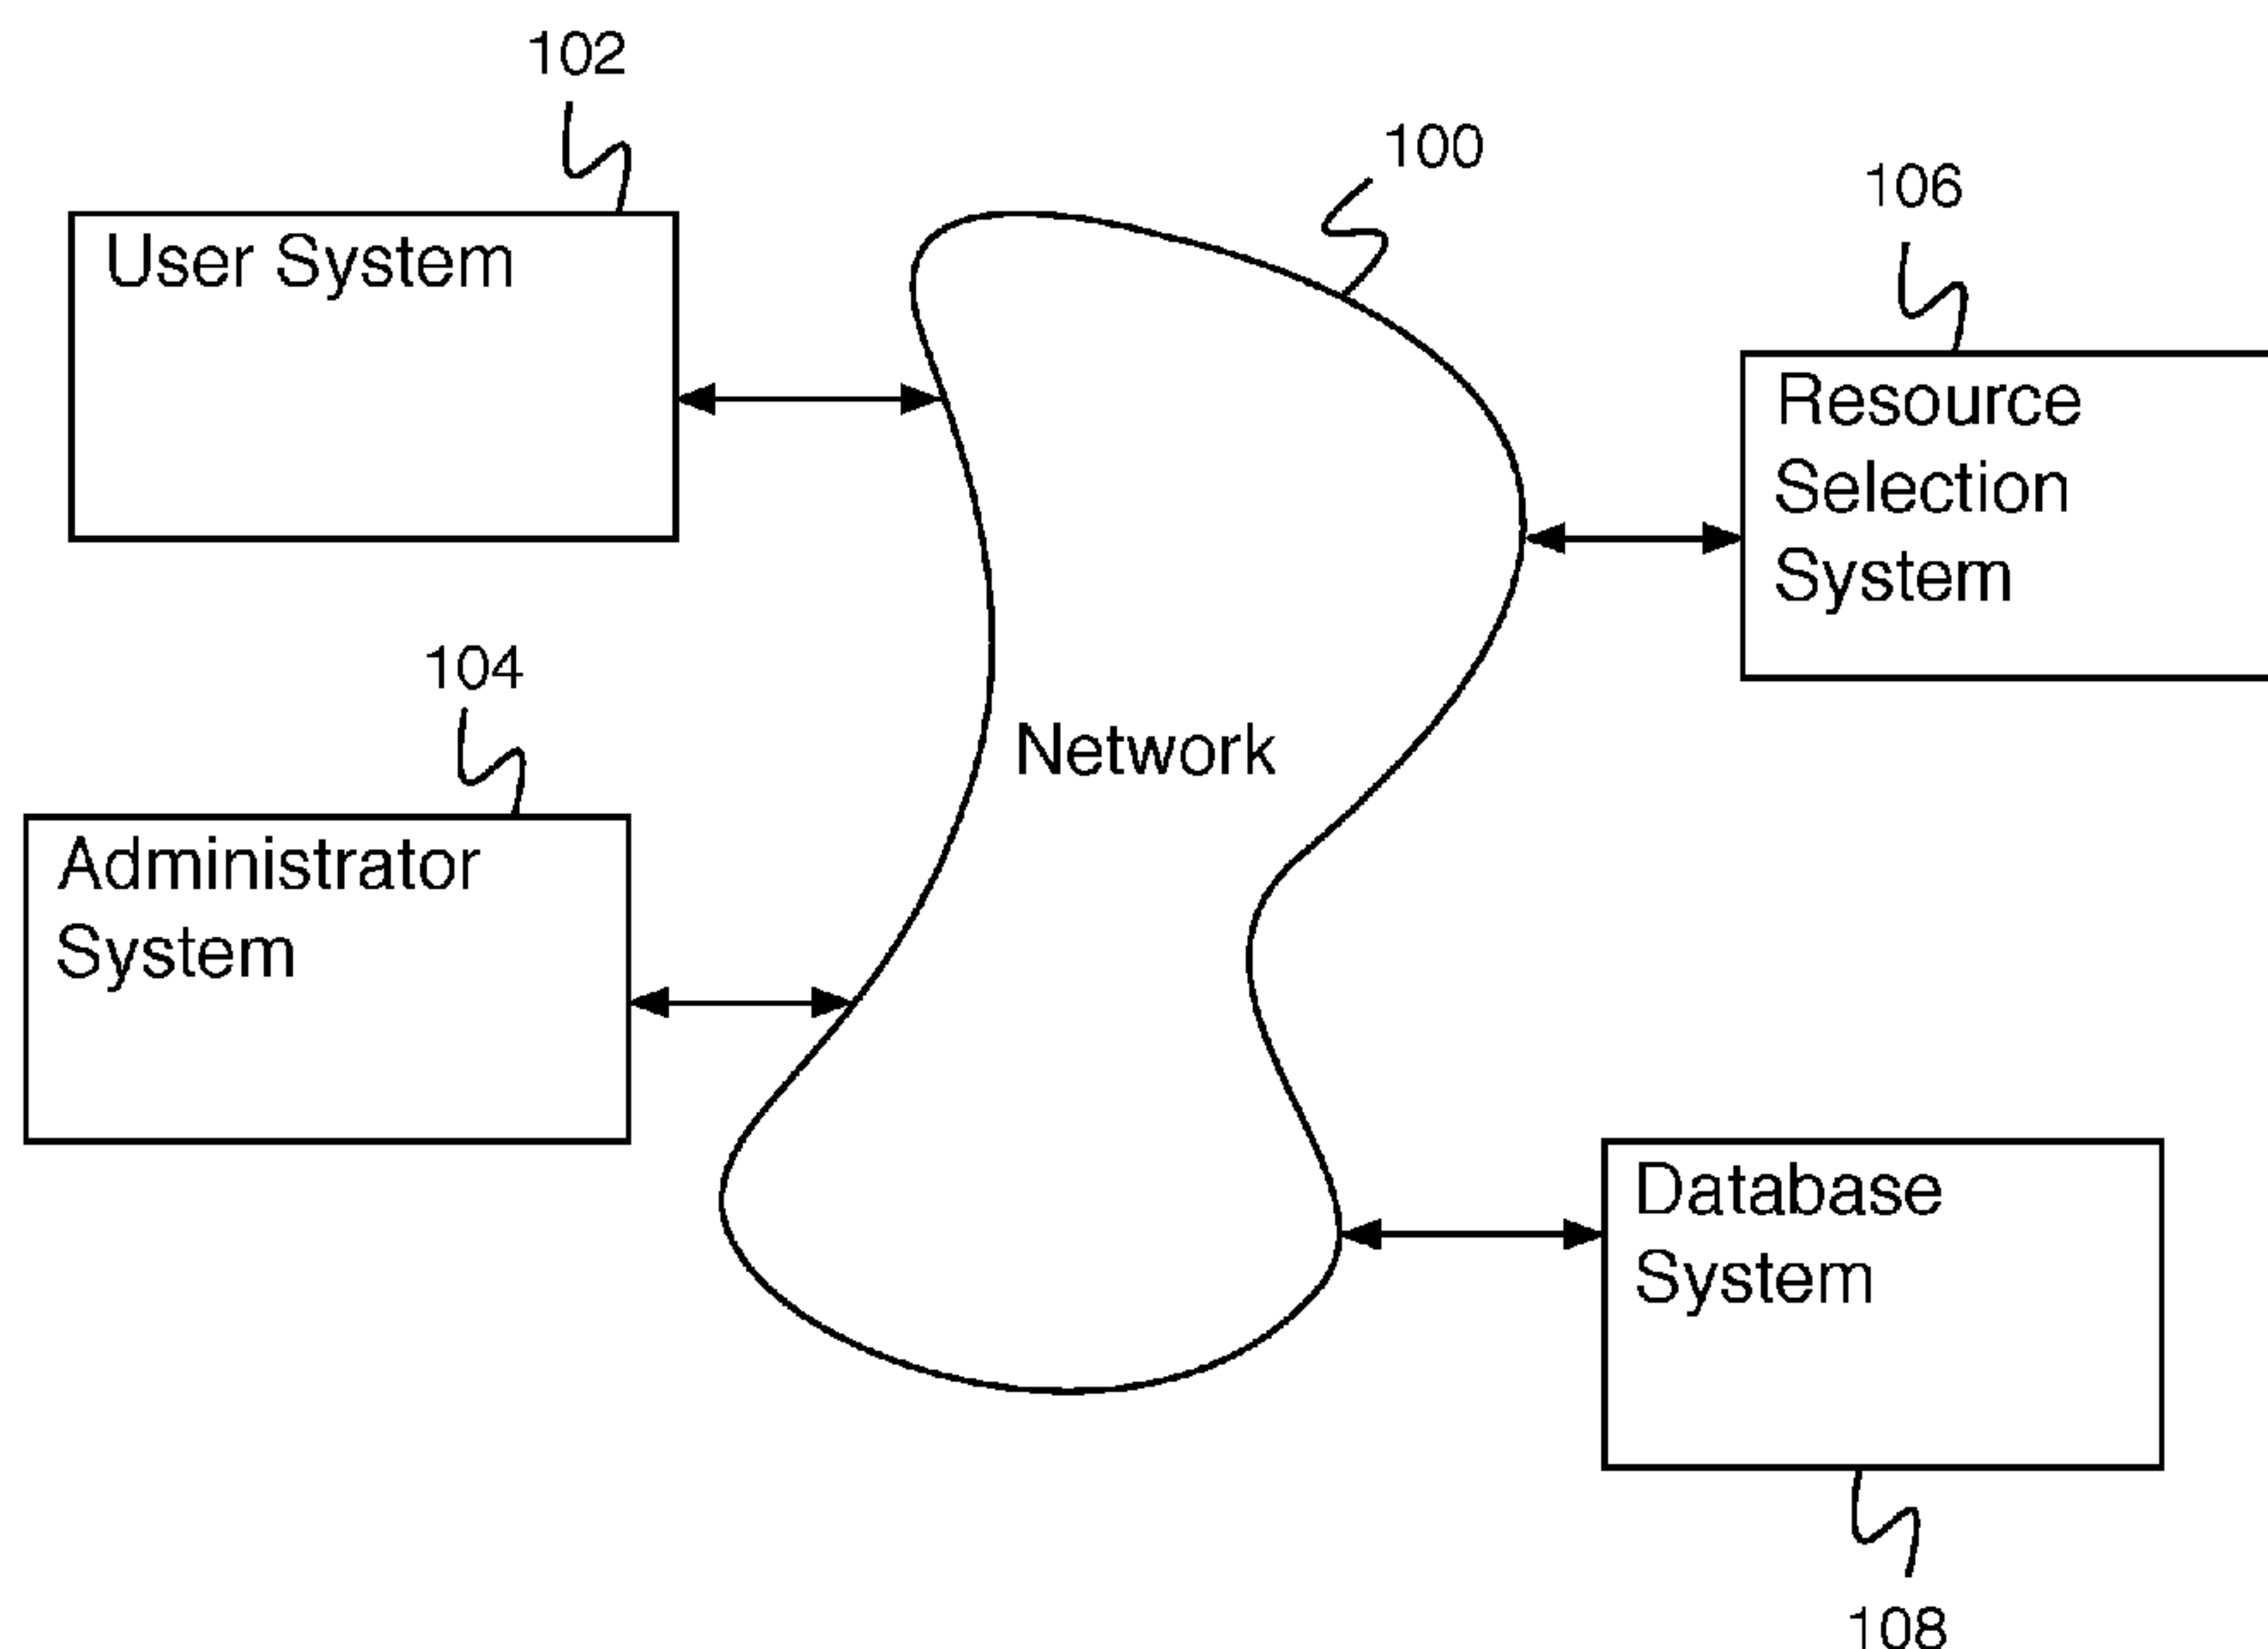 102
100
106
User System
Resource
Selection
System
104
Network
Administrator
System
Database
System
108